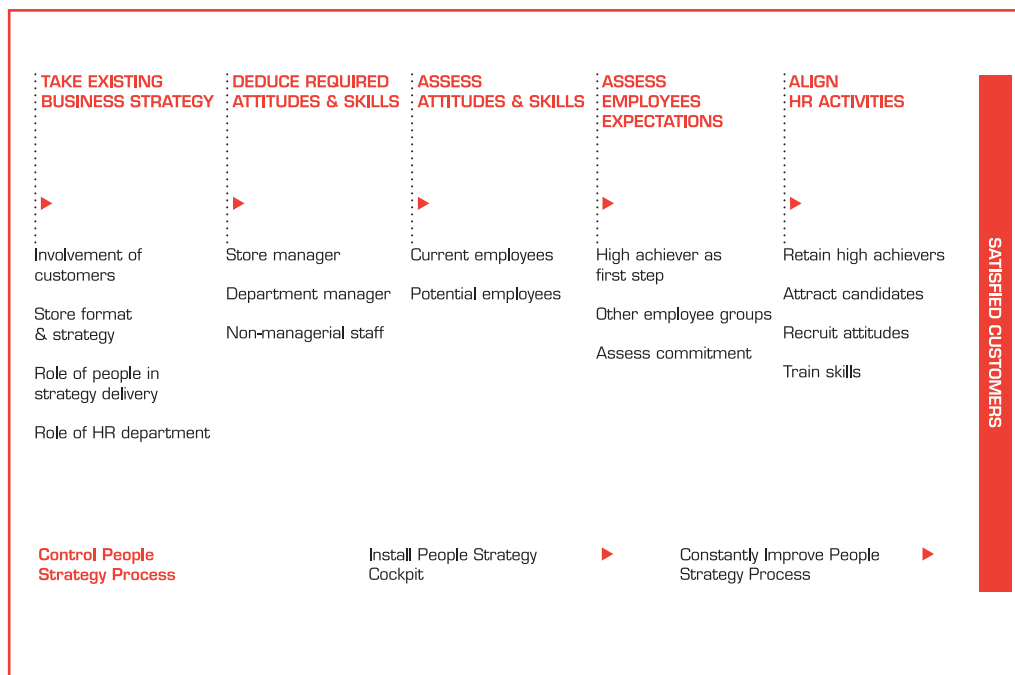 TAKE EXISTING
BUSINESS STRATEGY
DEDUCE REQUIRED
ATTITUDES & SKILLS
ASSESS
ATTITUDES & SKILLS
ASSESS
EMPLOYEES
EXPECTATIONS
ALIGN
HR ACTIVITIES
Involvement of
customers
Store format
& strategy
Role of people in
strategy delivery
Role of HR department
Store manager
Department manager
Non-managerial staff
Current employees
Potential employees
High achiever as
first step
Other employee groups
Assess commitment
Retain high achievers
Attract candidates
Recruit attitudes
Train skills
SATISFIED CUSTOMERS
Control People
Strategy Process
Install People Strategy
Cockpit
Constantly Improve People
Strategy Process